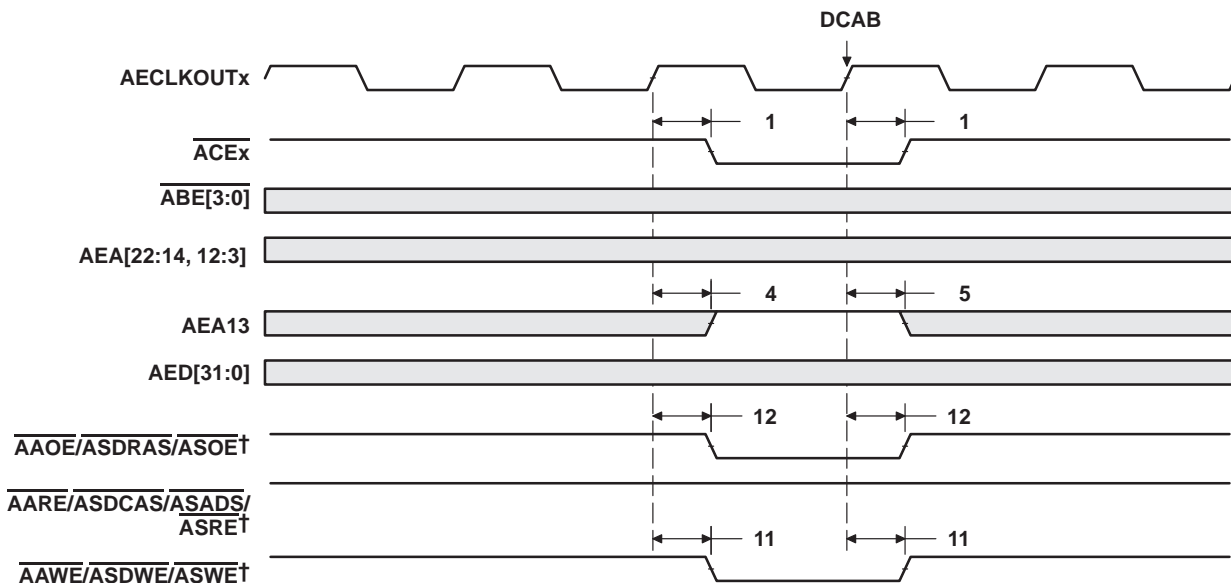 DCAB
AECLKOUTx
1 1
ACEx
ABE[3:0]
AEA[22:14, 12:3]
4 5
AEA13
AED[31:0]
12 12
AAOE/ASDRAS/ASOE†
AARE/ASDCAS/ASADS/
ASRE†
11 11
AAWE/ASDWE/ASWE†